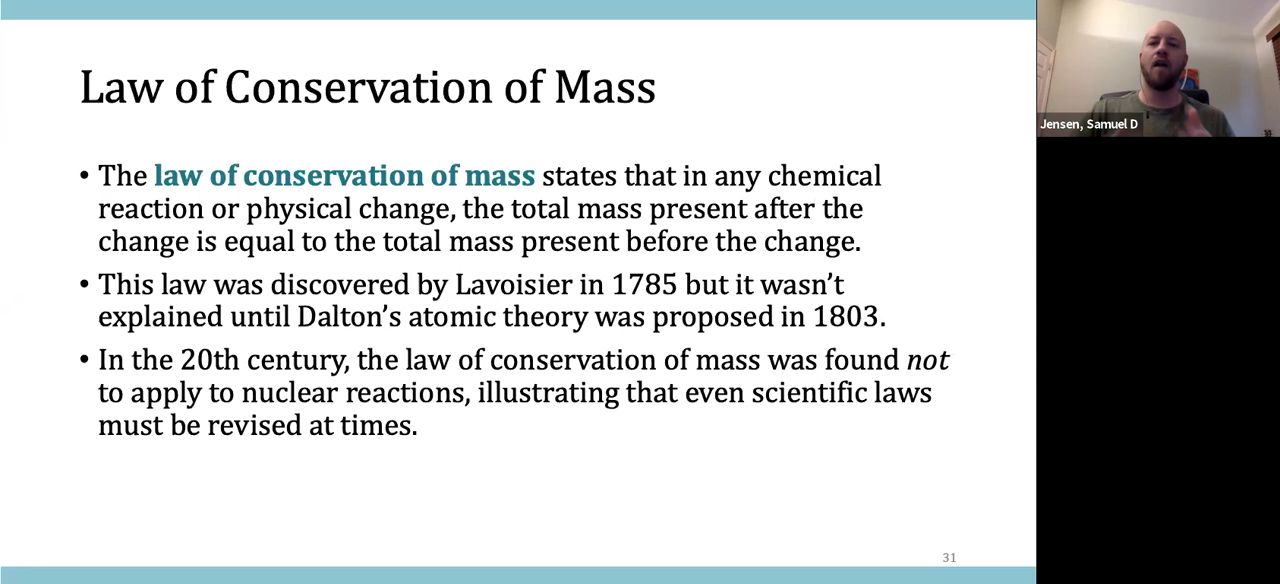 Law of Conservation of Mass
• The law of conservation of mass states that in any chemical
reaction or physical change, the total mass present after the
change is equal to the total mass present before the change.
• This law was discovered by Lavoisier in 1785 but it wasn’t
explained until Dalton’s atomic theory was proposed in 1803.
• In the 20th century, the law of conservation of mass was found not
to apply to nuclear reactions, illustrating that even scientific laws
must be revised at times.
31
Jensen, Samuel D